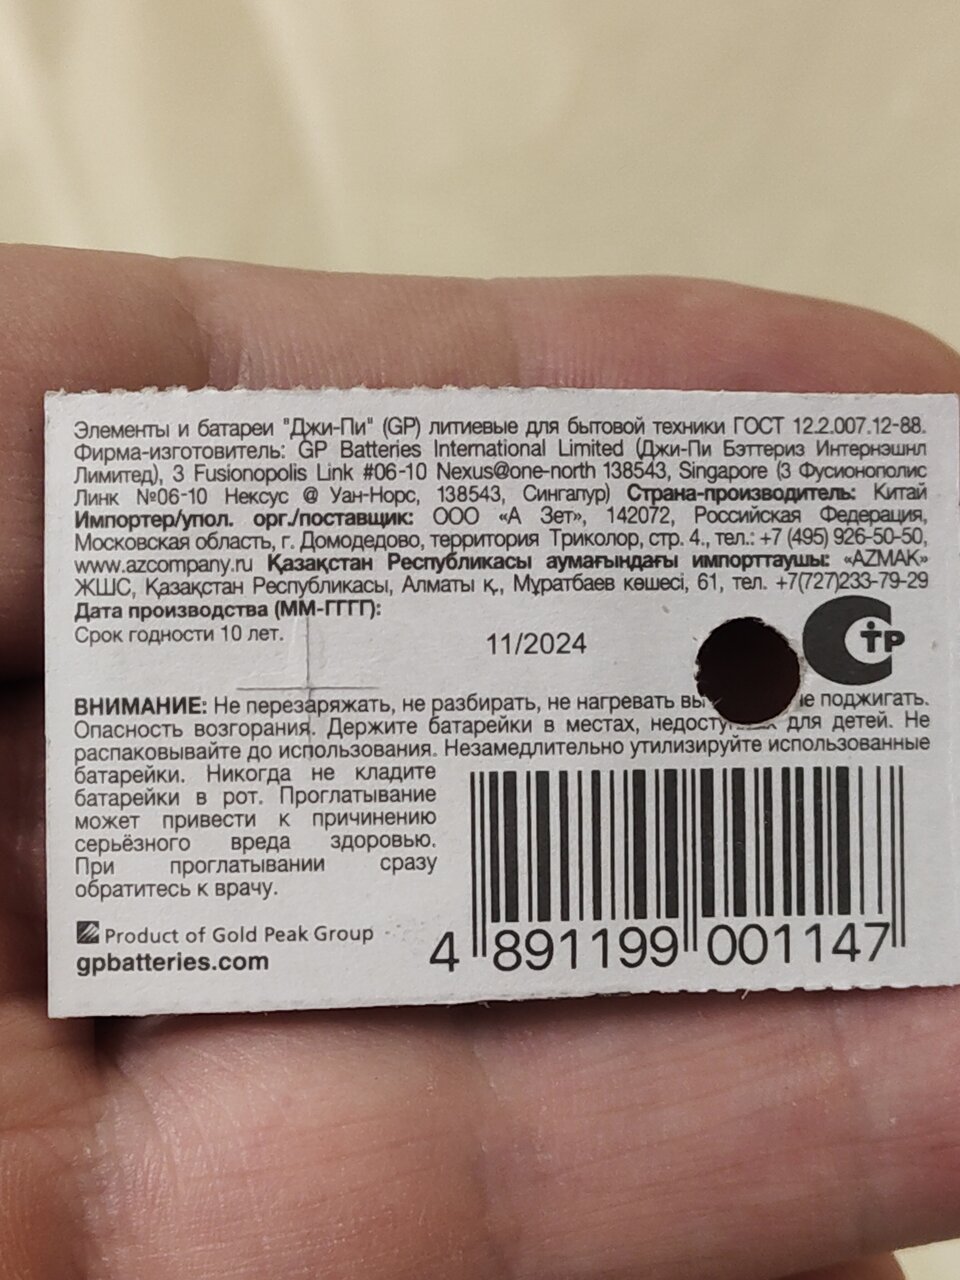 Элементы и батареи "Джи-Пи" (GP) литиевые для бытовой техники ГОСТ 12.2.007.12-88.
Фирма-изготовитель: GP Batteries International Limited (Джи-Пи Бэттериз Интернэшнл
Лимитед), 3 Fusionopolis Link #06-10 Nexus@one-north 138543, Singapore (3 Фусионополис
Линк №06-10 Нексус @ Уан-Норс, 138543, Сингапур) Страна-производитель: Китай
Импортер/упол. орг./поставщик: ООО «А Зет», 142072, Российская Федерация,
Московская область, г. Домодедово, территория Триколор, стр. 4., тел.: +7 (495) 926-50-50,
www.azcompany.ru Қазақстан Республикасы аумағындағы импорттаушы: «AZMAK»
ЖШС, Қазақстан Республикасы, Алматы қ., Мұратбаев көшесі, 61, тел. +7(727)233-79-29
Дата производства (ММ-ГГГГ):
Срок годности 10 лет.
11/2024
СТР
ВНИМАНИЕ: Не перезаряжать, не разбирать, не нагревать поджигать.
Опасность возгорания. Держите батарейки в местах, для детей. Не
распаковывайте до использования. Незамедлительно утилизируйте использованные
батарейки. Никогда не кладите
батарейки в рот. Проглатывание
может привести к причинению
серьёзного вреда здоровью.
При проглатывании сразу
обратитесь к врачу.
Product of Gold Peak Group
gpbatteries.com
4 891199 001147